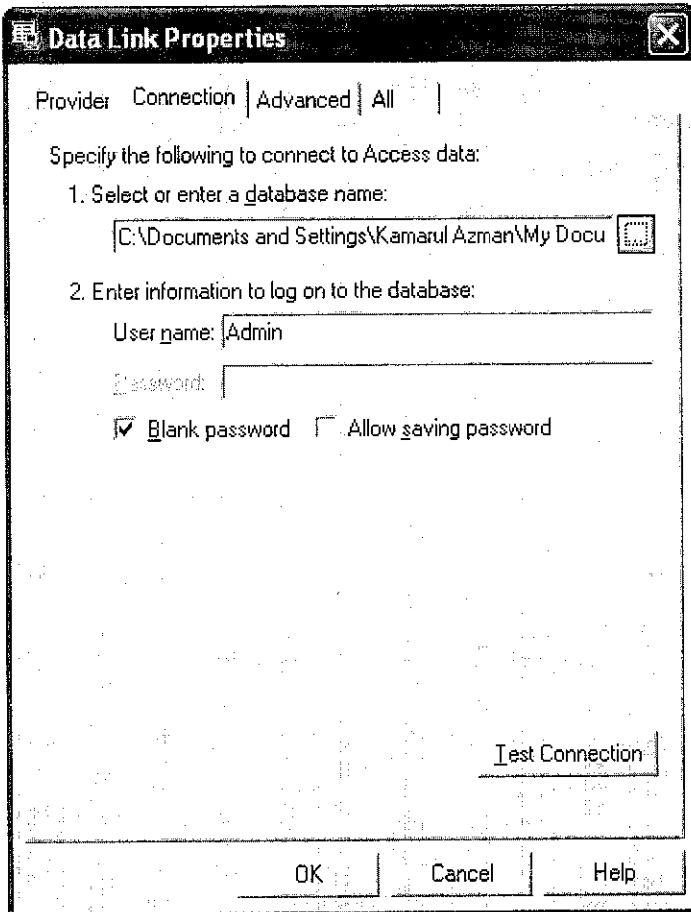 Data Link Properties
Provider Connection Advanced All
Specify the following to connect to Access data:
1. Select or enter a database name:
C:\Documents and Settings\Kamarul Azman\My Docu ...
2. Enter information to log on to the database:
User name: Admin
Password:
Blank password Allow saving password
Test Connection
OK Cancel Help